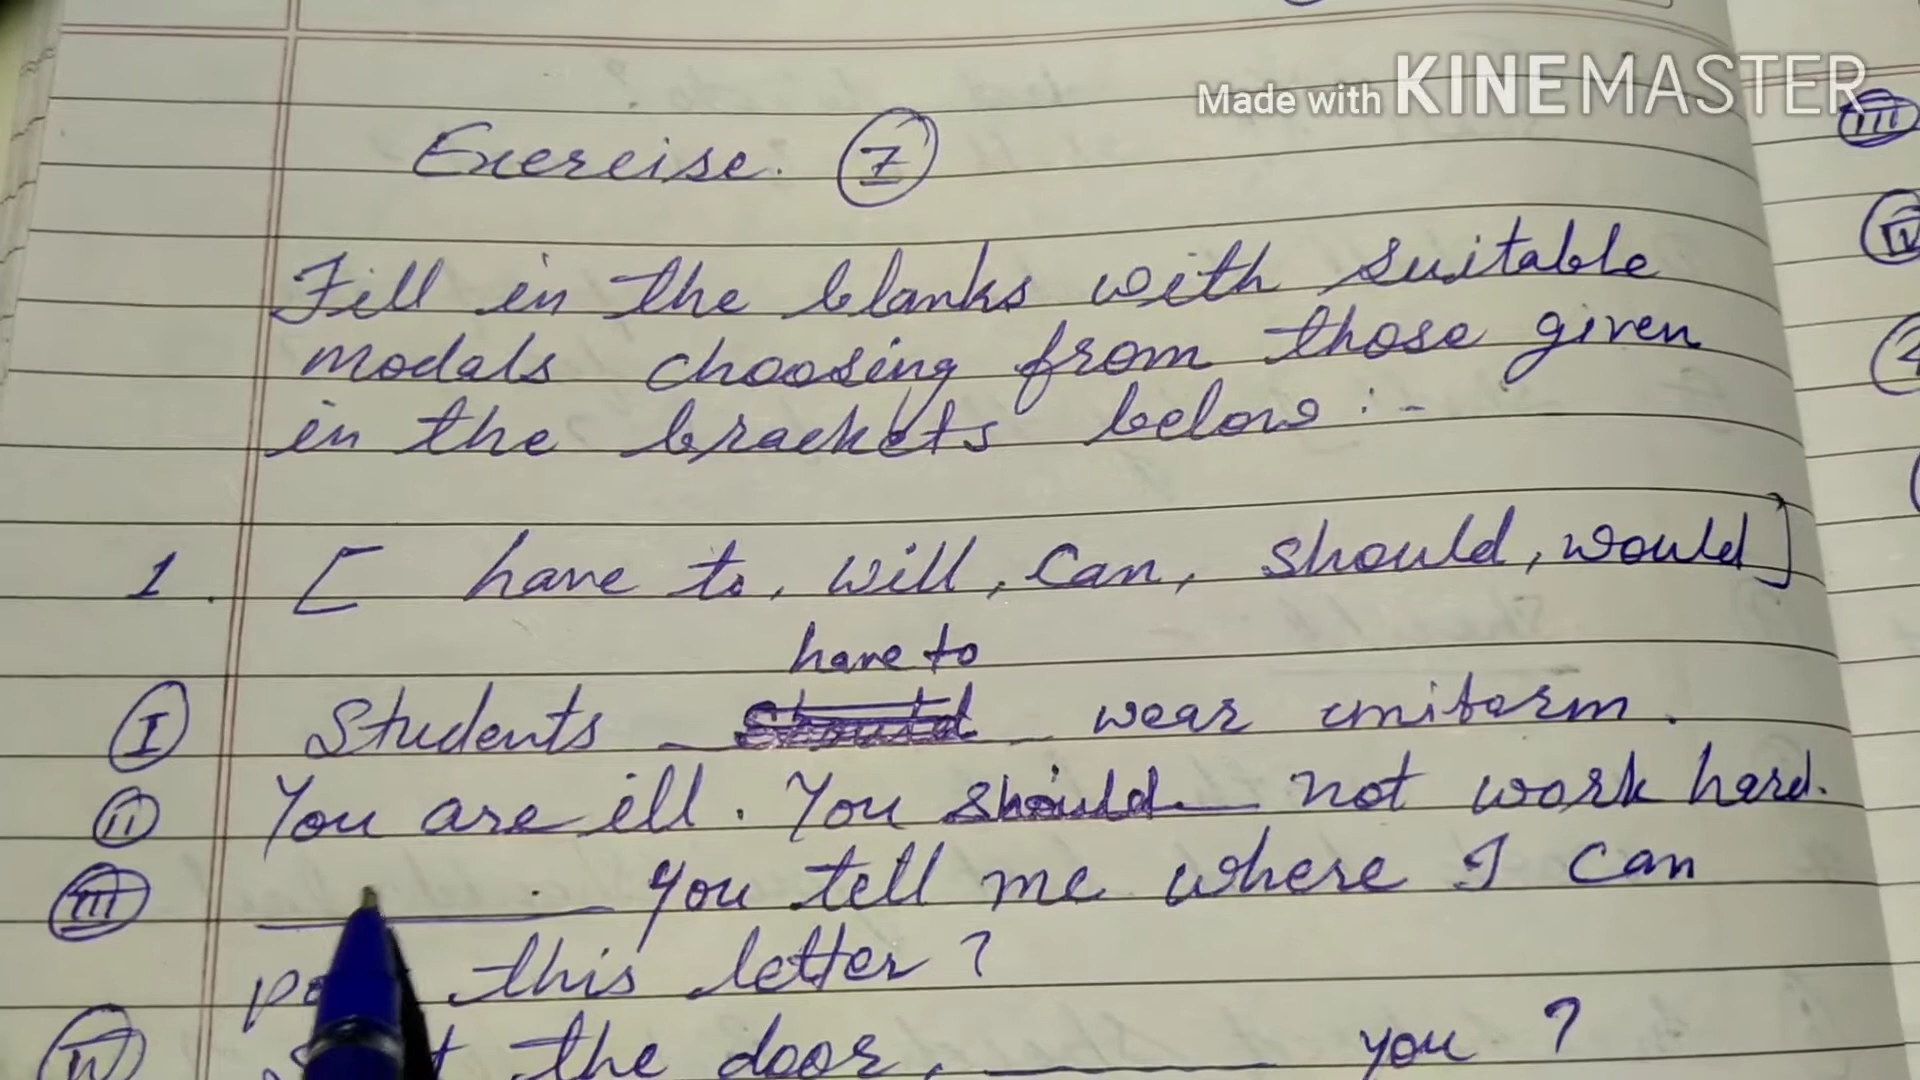 Made with KINEMASTER
Exercise. 7
Fill in the blanks with suitable
modals choosing from those given
in the brackets below :-
1. [ have to, will, can, should, would]
have to
I Students wear uniform.
II You are ill. You should not work hard.
III ______ you tell me where I can
this letter?
IV the door, ______ you?
III
IV